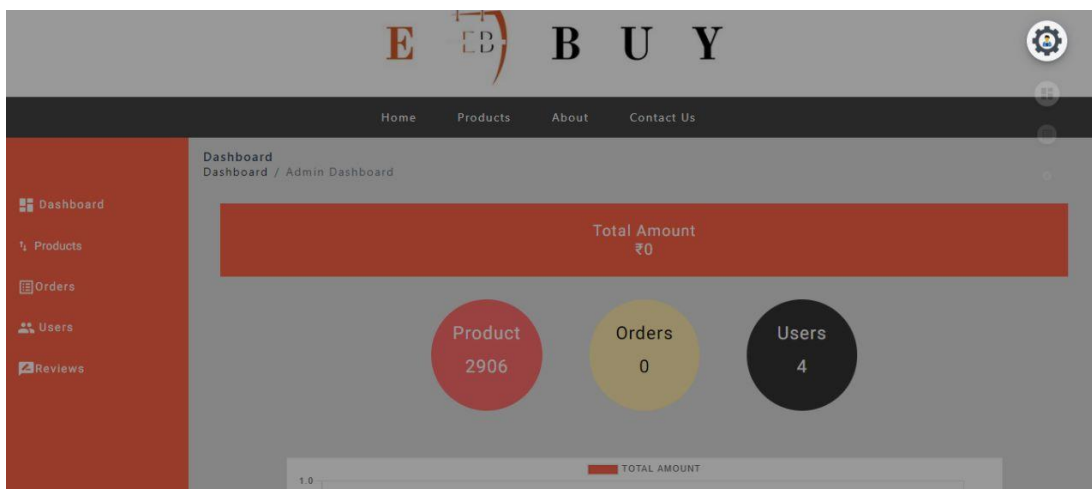 E EB B U Y
Home Products About Contact Us
Dashboard
Dashboard / Admin Dashboard
Dashboard
Products
Orders
Users
Reviews
Total Amount
₹0
Product
2906
Orders
0
Users
4
TOTAL AMOUNT
1.0